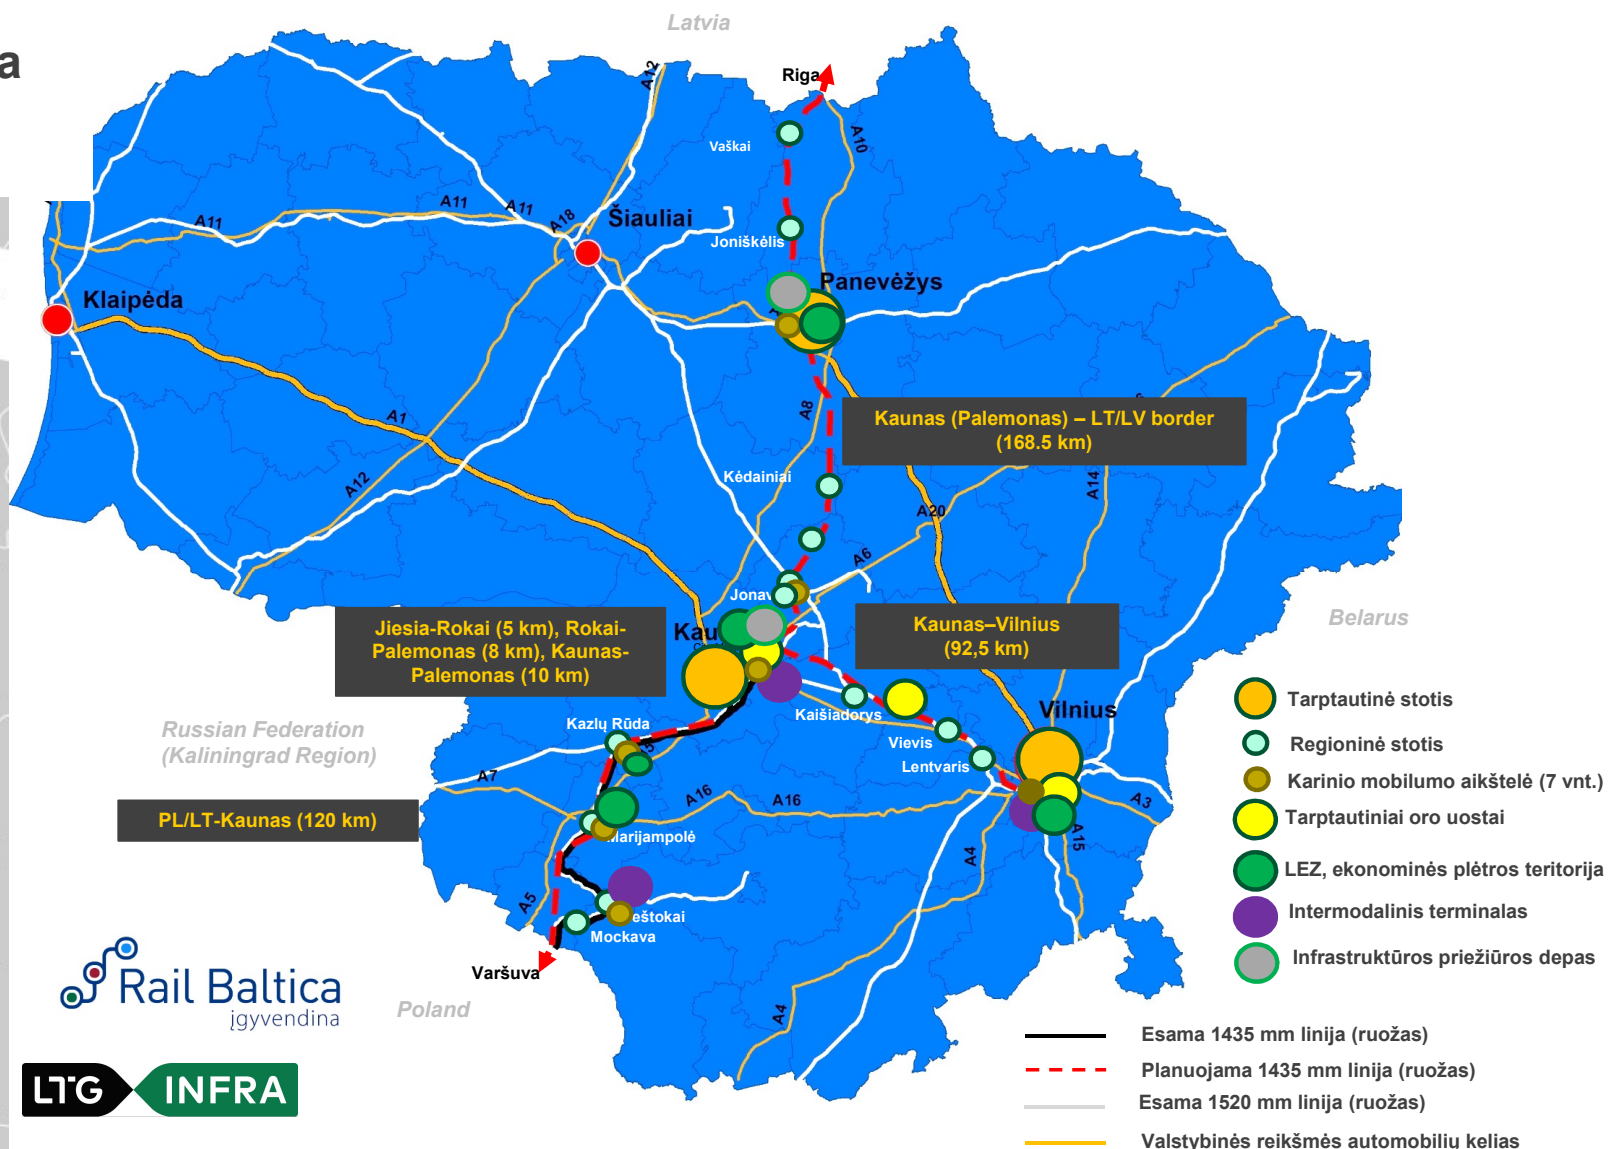 a
Latvia
Riga
A12
A10
Vaškai
A11
A11
A11
A18
Šiauliai
Joniškėlis
Panevėžys
Klaipėda
A1
A8
Kaunas (Palemonas) – LT/LV border
(168.5 km)
Kėdainiai
A12
A14
A20
A6
Jonav
Belarus
Jiesia-Rokai (5 km), Rokai-
Palemonas (8 km), Kaunas-
Palemonas (10 km)
Kau
Kaunas–Vilnius
(92,5 km)
Russian Federation
(Kaliningrad Region)
Kazlų Rūda
Kaišiadorys
Vilnius
Vievis
Lentvaris
Tarptautinė stotis
Regioninė stotis
Karinio mobilumo aikštelė (7 vnt.)
Tarptautiniai oro uostai
LEZ, ekonominės plėtros teritorija
Intermodalinis terminalas
Infrastruktūros priežiūros depas
A7
A16
A16
A3
A15
A4
PL/LT-Kaunas (120 km)
Marijampolė
A5
eštokai
Mockava
Varšuva
Poland
A4
Rail Baltica
įgyvendina
LTG INFRA
Esama 1435 mm linija (ruožas)
Planuojama 1435 mm linija (ruožas)
Esama 1520 mm linija (ruožas)
Valstybinės reikšmės automobilių kelias